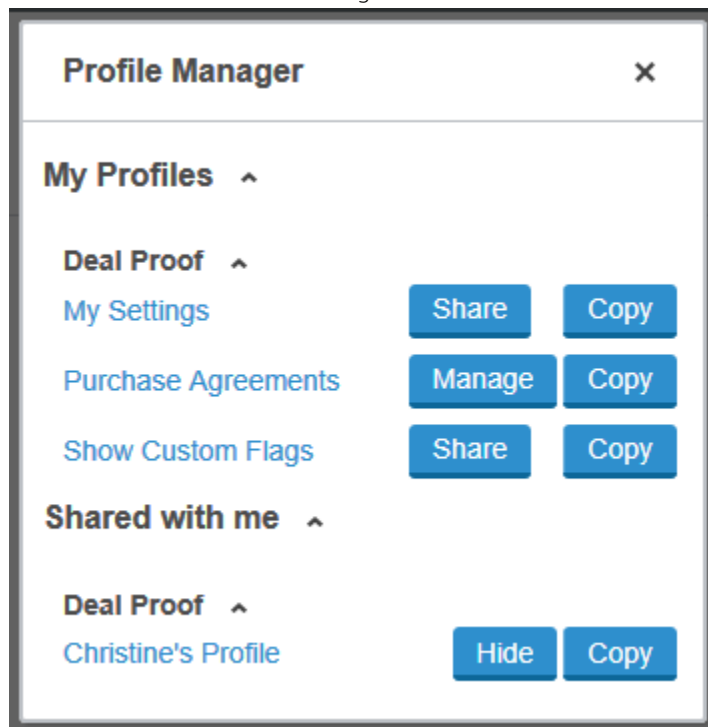 Profile Manager ×
My Profiles
Deal Proof
My Settings Share Copy
Purchase Agreements Manage Copy
Show Custom Flags Share Copy
Shared with me
Deal Proof
Christine's Profile Hide Copy